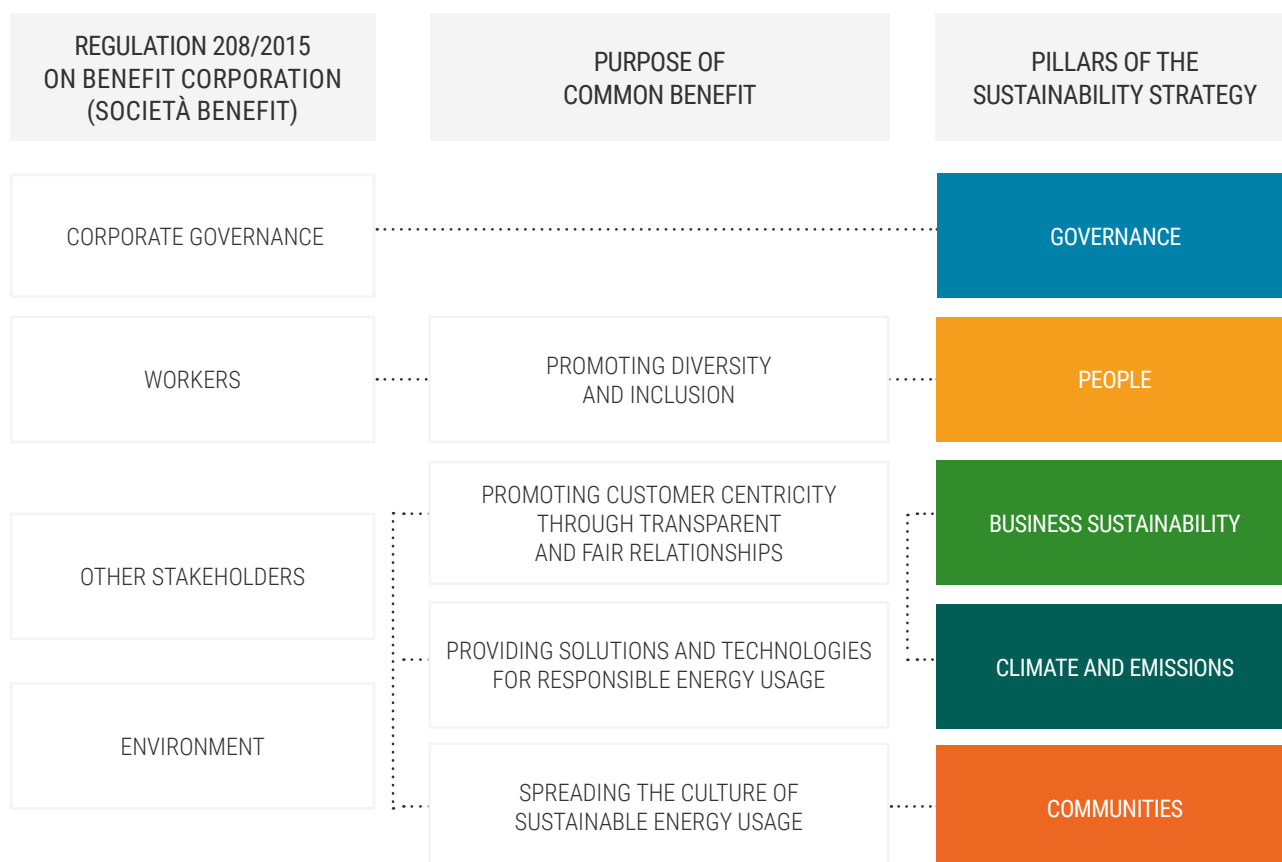 REGULATION 208/2015
ON BENEFIT CORPORATION
(SOCIETÀ BENEFIT)
PURPOSE OF
COMMON BENEFIT
PILLARS OF THE
SUSTAINABILITY STRATEGY
CORPORATE GOVERNANCE
GOVERNANCE
WORKERS
PROMOTING DIVERSITY
AND INCLUSION
PEOPLE
OTHER STAKEHOLDERS
PROMOTING CUSTOMER CENTRICITY
THROUGH TRANSPARENT
AND FAIR RELATIONSHIPS
BUSINESS SUSTAINABILITY
PROVIDING SOLUTIONS AND TECHNOLOGIES
FOR RESPONSIBLE ENERGY USAGE
CLIMATE AND EMISSIONS
ENVIRONMENT
SPREADING THE CULTURE OF
SUSTAINABLE ENERGY USAGE
COMMUNITIES